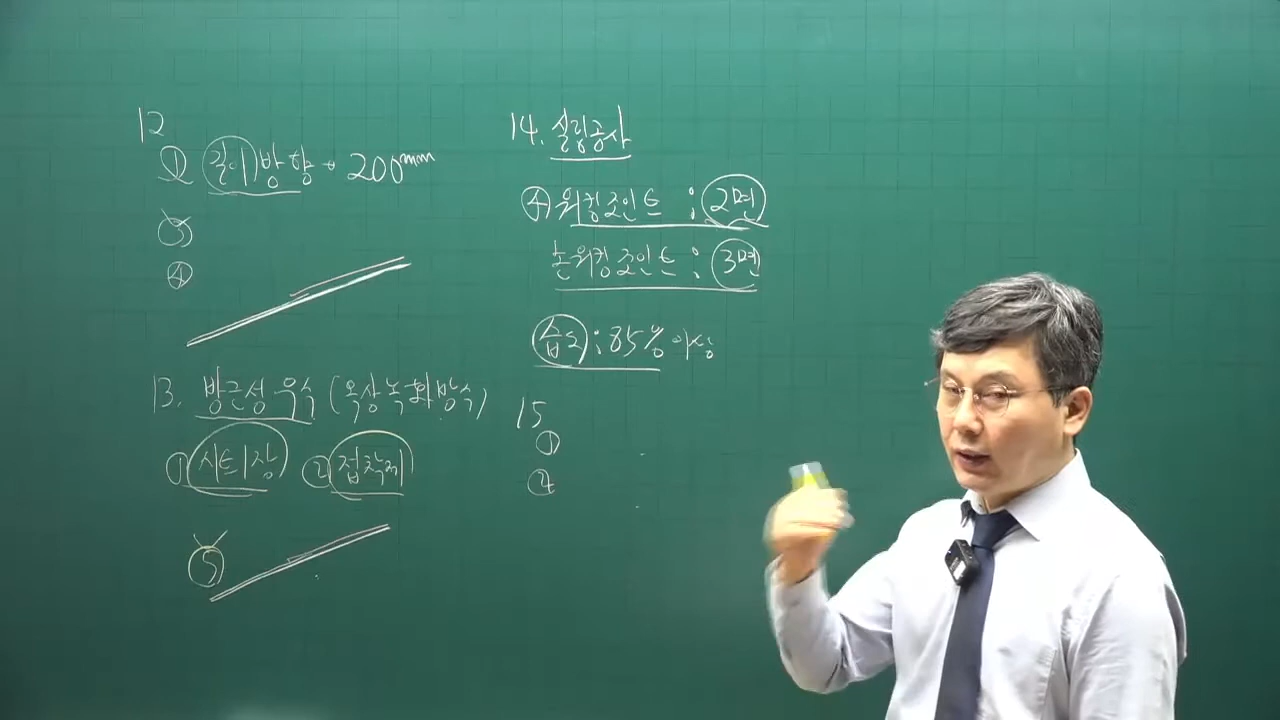 12
① 길이방향 → 200mm
③
④
13. 방근성 우수 (옥상녹화방수)
① 시트재상 ② 접착제
⑤
14. 실링공사
④ 워킹조인트 : 2면
논워킹조인트 : 3면
습도 : 85% 이상
15
①
②